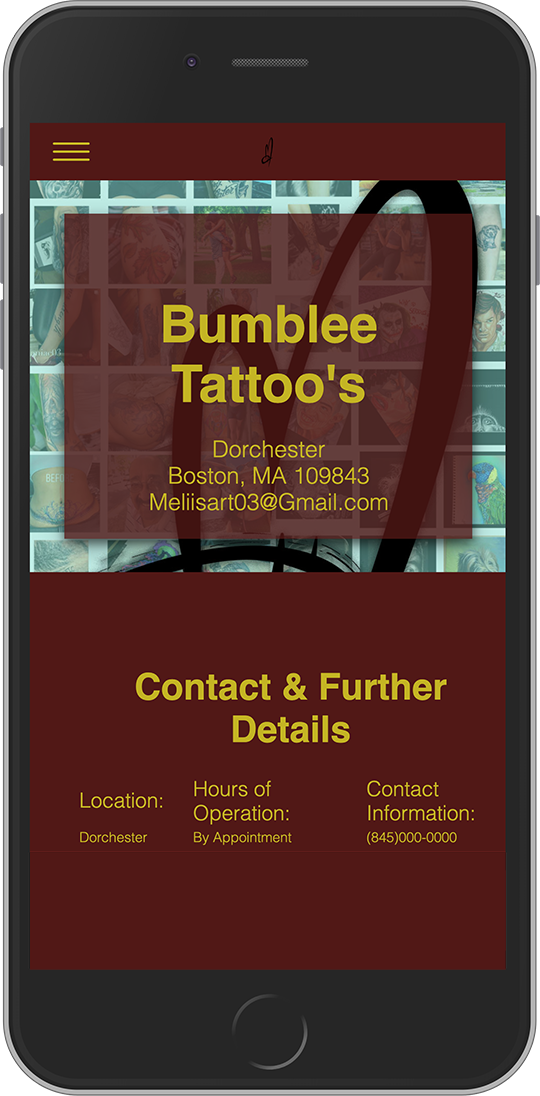 Bumblee
Tattoo's
Dorchester
Boston, MA 109843
Meliisart03@Gmail.com
Contact & Further
Details
Location:
Dorchester
Hours of
Operation:
By Appointment
Contact
Information:
(845)000-0000